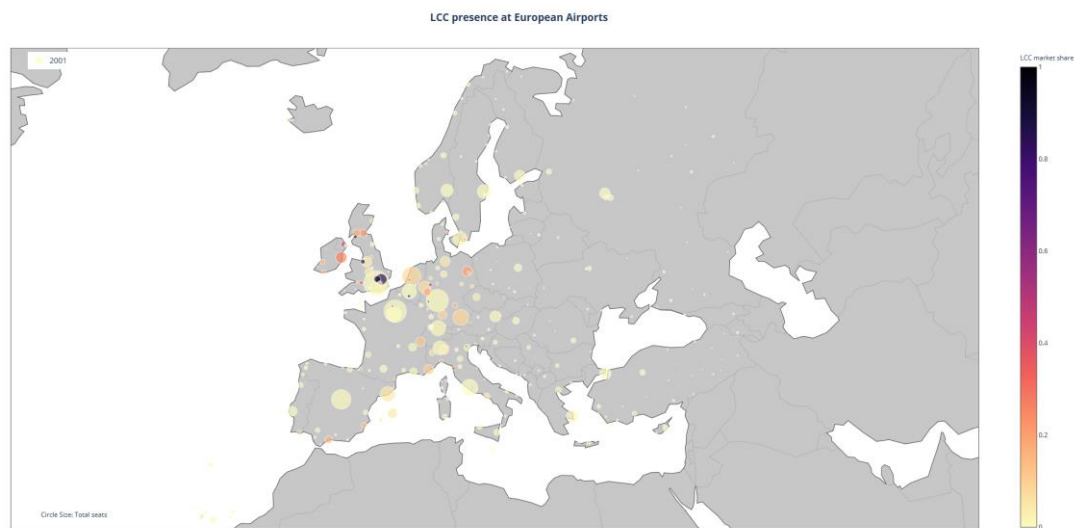 LCC presence at European Airports
2001
LCC market share
1
0.8
0.6
0.4
0.2
0
Circle Size: Total seats